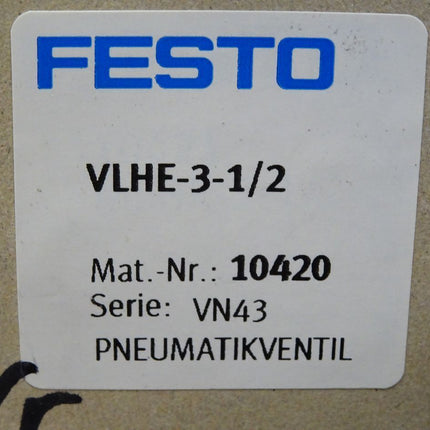 FESTO
VLHE-3-1/2
Mat.-Nr.: 10420
Serie: VN43
PNEUMATIKVENTIL